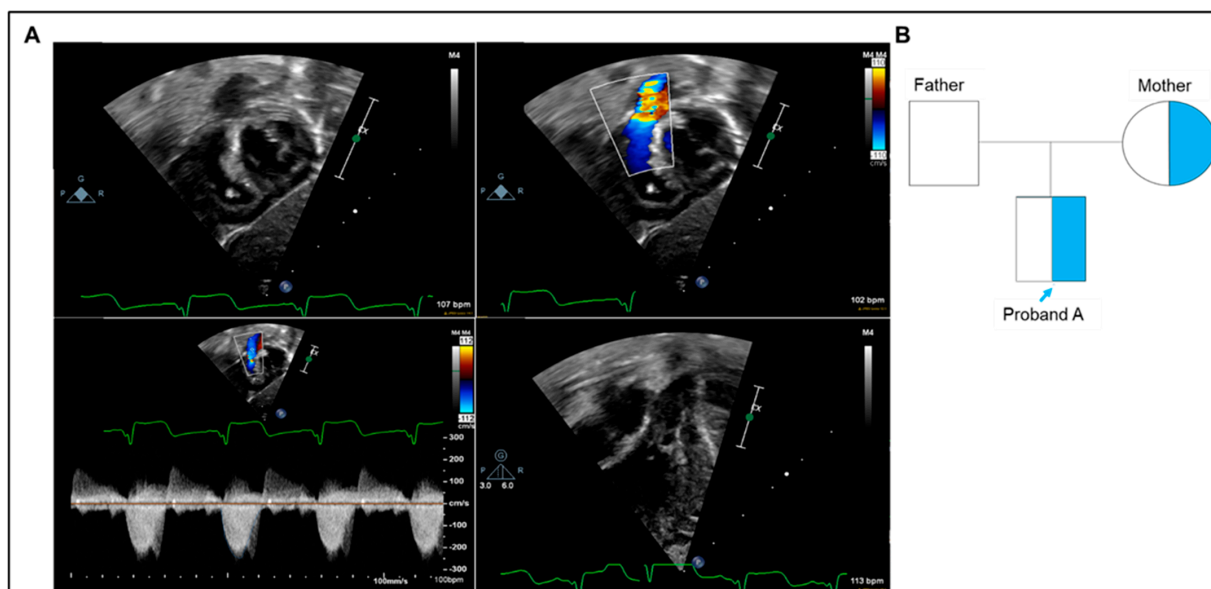 A
M4
G
P R
107 bpm
M4 M4
110
-110
cm/s
G
P R
102 bpm
M4 M4
112
-112
cm/s
300
200
100
cm/s
-100
-200
-300
100mm/s
100bpm
M4
G
P R
3.0 6.0
113 bpm
B
Father
Mother
Proband A